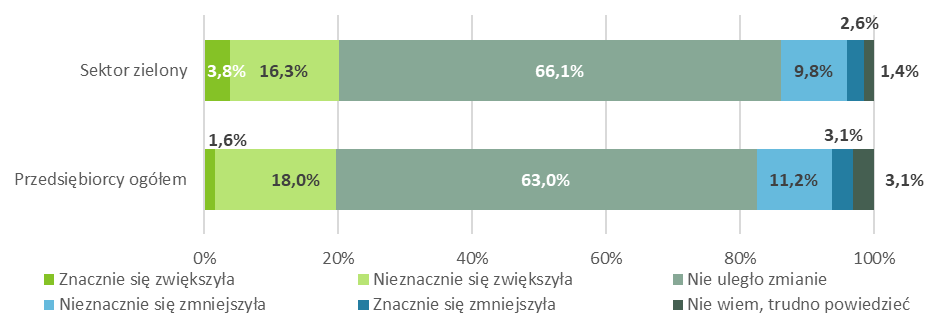 2,6%
Sektor zielony 3,8% 16,3% 66,1% 9,8% 1,4%
1,6% 3,1%
Przedsiębiorcy ogółem 18,0% 63,0% 11,2% 3,1%
0% 20% 40% 60% 80% 100%
Znacznie się zwiększyła Nieznacznie się zwiększyła Nie uległo zmianie
Nieznacznie się zmniejszyła Znacznie się zmniejszyła Nie wiem, trudno powiedzieć